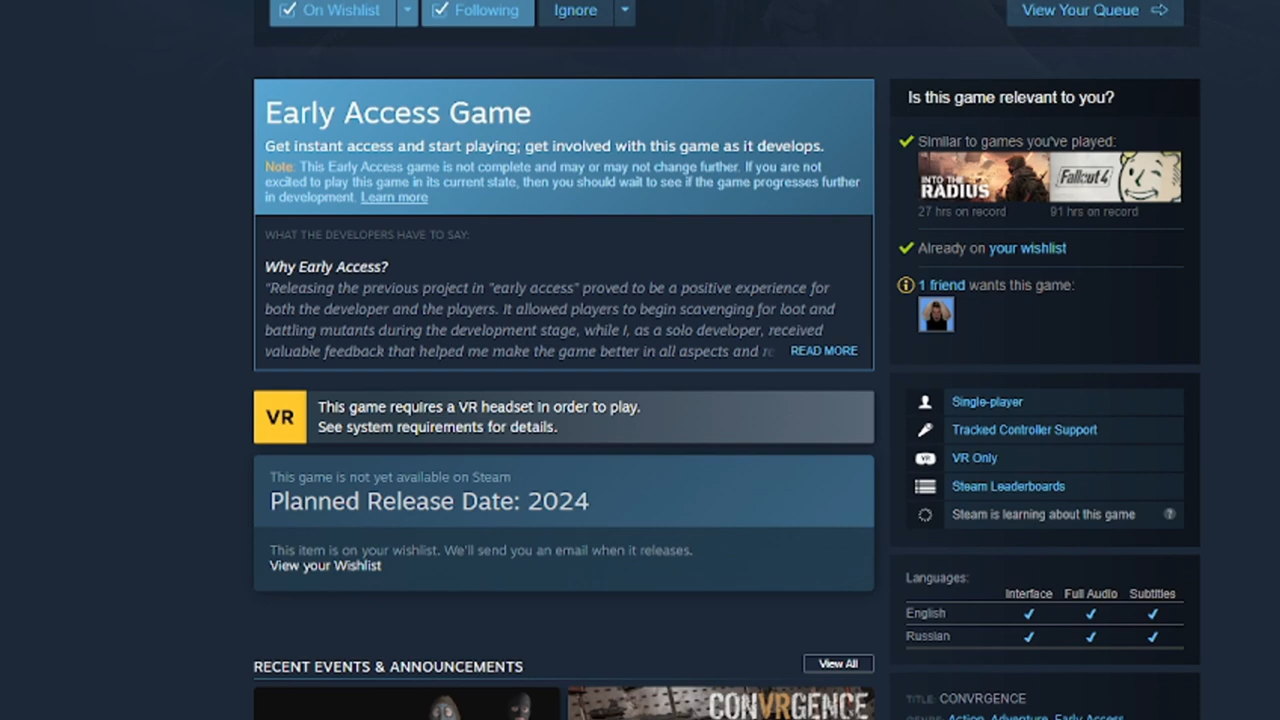 On Wishlist
Following
Ignore
View Your Queue
Early Access Game
Get instant access and start playing; get involved with this game as it develops.
Note: This Early Access game is not complete and may or may not change further. If you are not
excited to play this game in its current state, then you should wait to see if the game progresses further
in development. Learn more
WHAT THE DEVELOPERS HAVE TO SAY:
Why Early Access?
"Releasing the previous project in "early access" proved to be a positive experience for
both the developer and the players. It allowed players to begin scavenging for loot and
battling mutants during the development stage, while I, as a solo developer, received
valuable feedback that helped me make the game better in all aspects and re
READ MORE
VR
This game requires a VR headset in order to play.
See system requirements for details.
This game is not yet available on Steam
Planned Release Date: 2024
This item is on your wishlist. We'll send you an email when it releases.
View your Wishlist
RECENT EVENTS & ANNOUNCEMENTS
View All
CONVRGENCE
Is this game relevant to you?
Similar to games you've played:
INTO THE
RADIUS
Fallout 4
27 hrs on record
91 hrs on record
Already on your wishlist
1 friend wants this game:
Single-player
Tracked Controller Support
VR
VR Only
Steam Leaderboards
Steam is learning about this game ?
Languages:
Interface Full Audio Subtitles
English ✓ ✓ ✓
Russian ✓ ✓ ✓
TITLE: CONVRGENCE
GENRE: Action, Adventure, Early Access